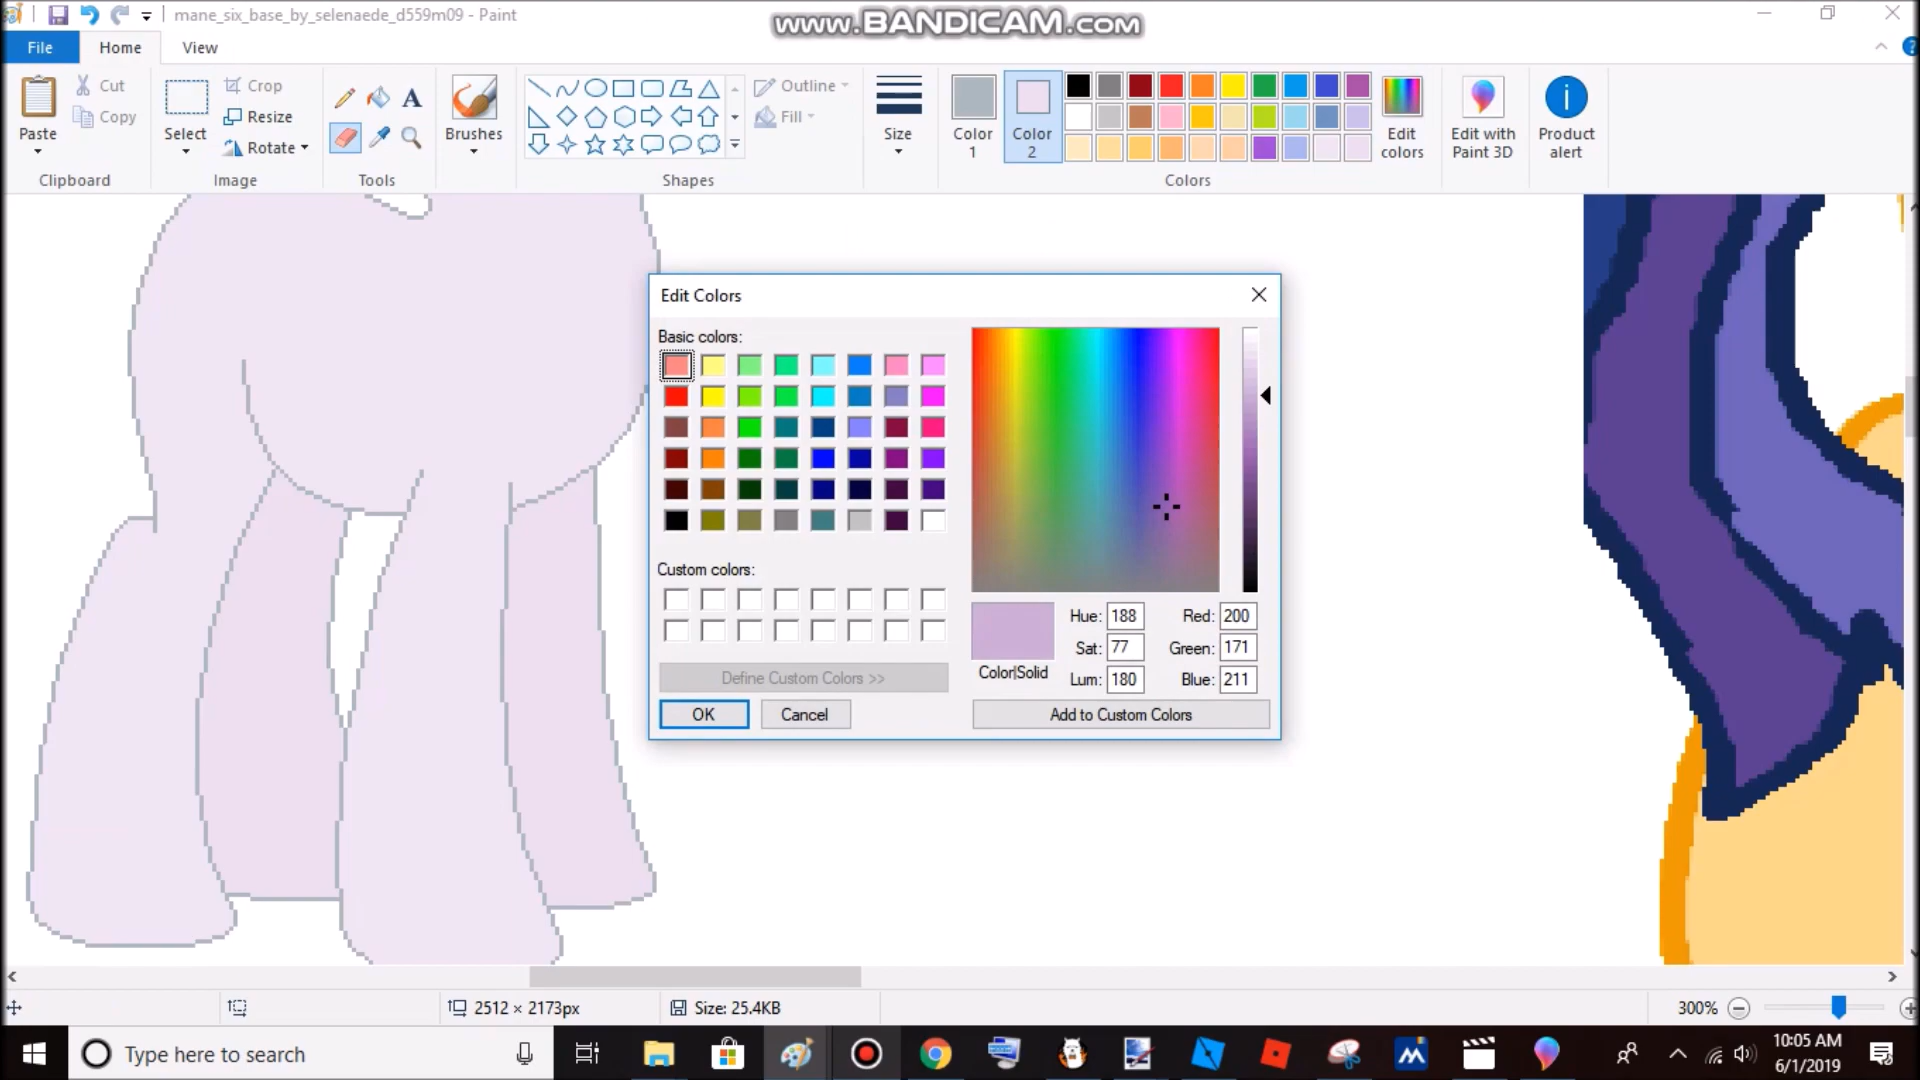 mane_six_base_by_selenaede_d559m09 - Paint
www.BANDICAM.com
File Home View
Paste
Cut
Copy
Clipboard
Select
Crop
Resize
Rotate
Image
A
Tools
Brushes
Outline
Fill
Shapes
Size
Color 1
Color 2
Edit colors
Colors
Edit with Paint 3D
Product alert
Edit Colors
Basic colors:
Custom colors:
Define Custom Colors >>
OK Cancel
Color|Solid
Hue: 188 Red: 200
Sat: 77 Green: 171
Lum: 180 Blue: 211
Add to Custom Colors
2512 × 2173px Size: 25.4KB 300%
Type here to search
10:05 AM
6/1/2019